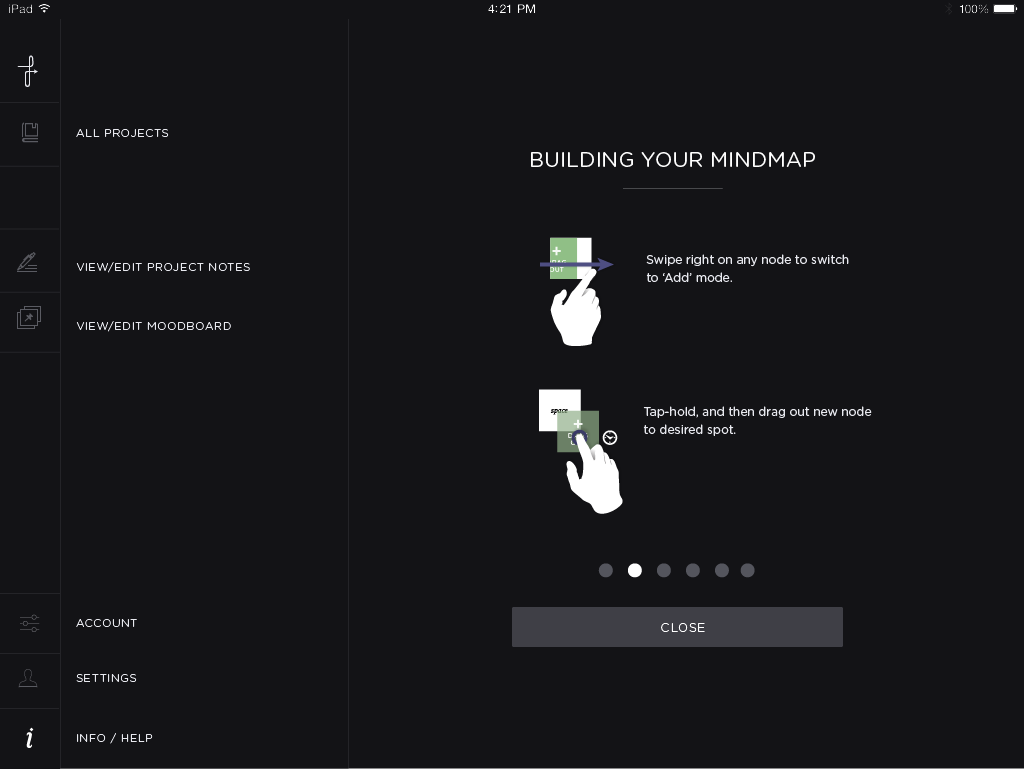 iPad
4:21 PM
100%
ALL PROJECTS
VIEW/EDIT PROJECT NOTES
VIEW/EDIT MOODBOARD
ACCOUNT
SETTINGS
i
INFO / HELP
BUILDING YOUR MINDMAP
+
OUT
Swipe right on any node to switch
to ‘Add’ mode.
space
+
Tap-hold, and then drag out new node
to desired spot.
CLOSE